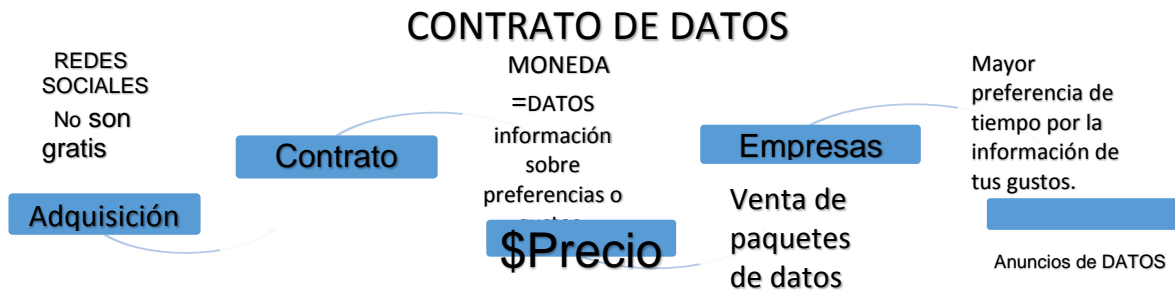 CONTRATO DE DATOS
REDES
SOCIALES
No son
gratis
Adquisición
Contrato
MONEDA
=DATOS
información
sobre
preferencias o
$Precio
Empresas
Venta de
paquetes
de datos
Mayor
preferencia de
tiempo por la
información de
tus gustos.
Anuncios de DATOS